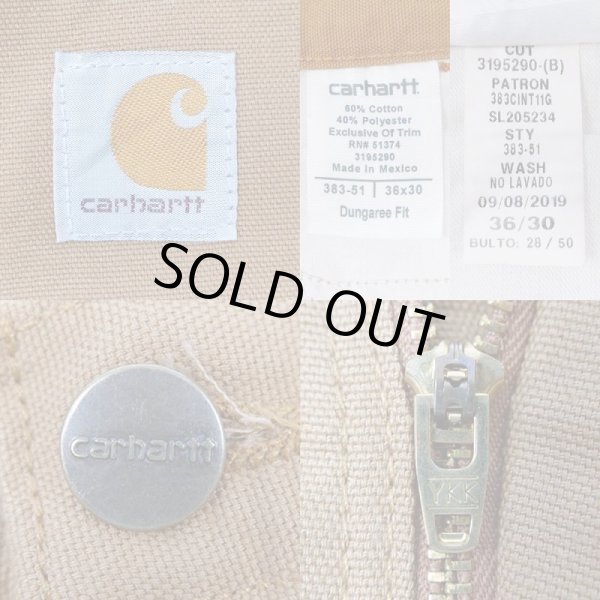 carhartt
carhartt
60% Cotton
40% Polyester
Exclusive Of Trim
RN# 51374
3195290
Made in Mexico
383-51 36x30
Dungaree Fit
CUT
3195290-(B)
PATRON
383CINT11G
SL205234
STY
383-51
WASH
NO LAVADO
09/08/2019
36/30
BULTO: 28 / 50
SOLD OUT
carhartt
YKK